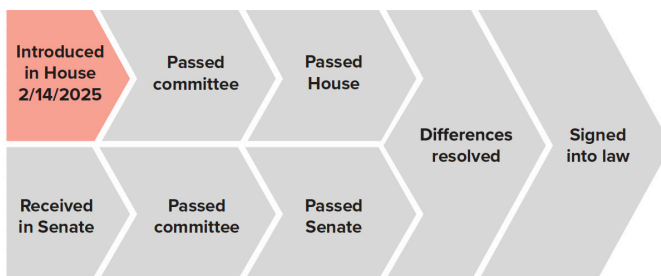 Introduced
in House
2/14/2025
Passed
committee
Passed
House
Differences
resolved
Signed
into law
Received
in Senate
Passed
committee
Passed
Senate